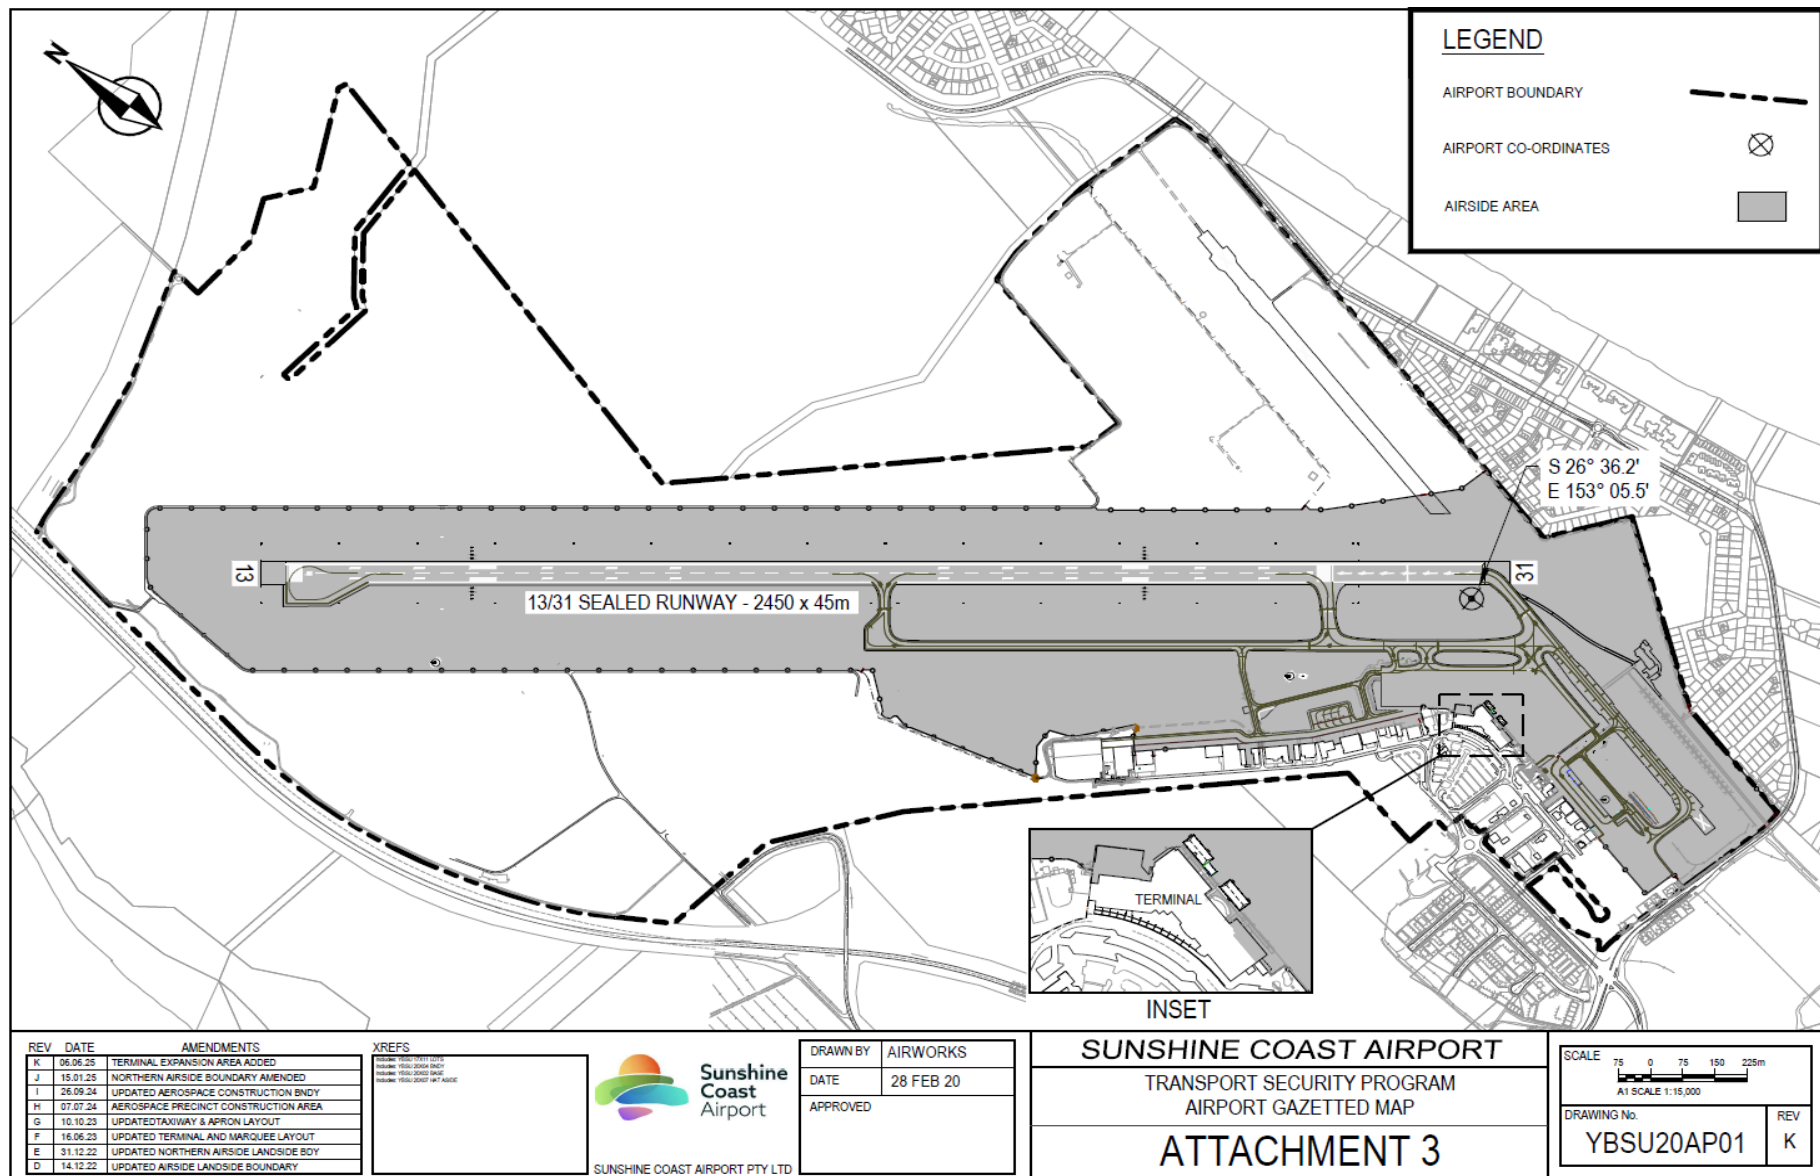 N
LEGEND
AIRPORT BOUNDARY
AIRPORT CO-ORDINATES
AIRSIDE AREA
S 26° 36.2'
E 153° 05.5'
13
31
13/31 SEALED RUNWAY - 2450 x 45m
TERMINAL
INSET
REV DATE AMENDMENTS
K 06.06.25 TERMINAL EXPANSION AREA ADDED
J 15.01.25 NORTHERN AIRSIDE BOUNDARY AMENDED
I 26.09.24 UPDATED AEROSPACE CONSTRUCTION BNDY
H 07.07.24 AEROSPACE PRECINCT CONSTRUCTION AREA
G 10.10.23 UPDATEDTAXIWAY & APRON LAYOUT
F 16.06.23 UPDATED TERMINAL AND MARQUEE LAYOUT
E 31.12.22 UPDATED NORTHERN AIRSIDE LANDSIDE BDY
D 14.12.22 UPDATED AIRSIDE LANDSIDE BOUNDARY
XREFS
Sunshine
Coast
Airport
SUNSHINE COAST AIRPORT PTY LTD
DRAWN BY AIRWORKS
DATE 28 FEB 20
APPROVED
SUNSHINE COAST AIRPORT
TRANSPORT SECURITY PROGRAM
AIRPORT GAZETTED MAP
ATTACHMENT 3
SCALE
75 0 75 150 225m
A1 SCALE 1:15,000
DRAWING No.
YBSU20AP01
REV
K